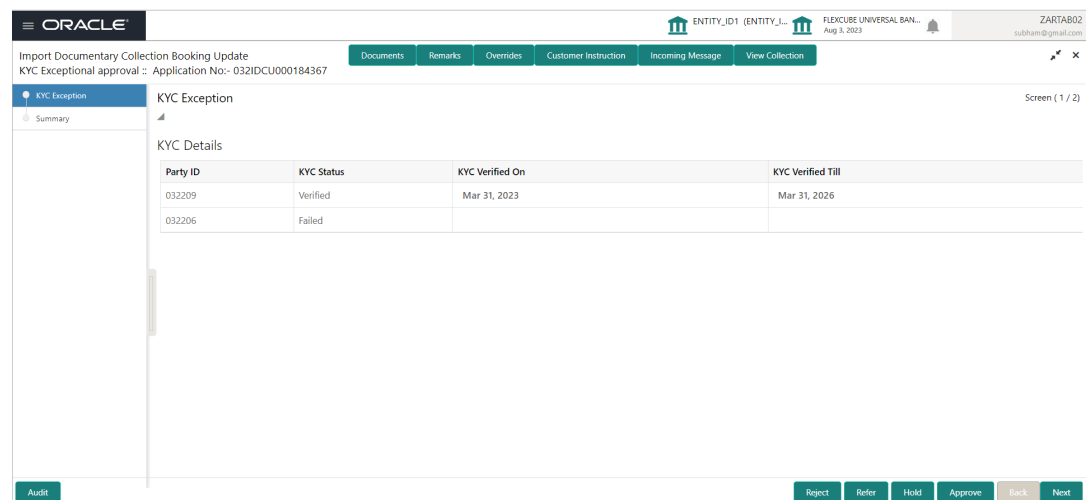 ORACLE
ENTITY_ID1 (ENTITY_I...
FLEXCUBE UNIVERSAL BAN...
Aug 3, 2023
ZARTAB02
subham@gmail.com
Import Documentary Collection Booking Update
KYC Exceptional approval :: Application No:- 032IDCU000184367
Documents Remarks Overrides Customer Instruction Incoming Message View Collection
KYC Exception
Summary
KYC Exception
Screen ( 1 / 2)
KYC Details
Party ID KYC Status KYC Verified On KYC Verified Till
032209 Verified Mar 31, 2023 Mar 31, 2026
032206 Failed
Audit Reject Refer Hold Approve Back Next